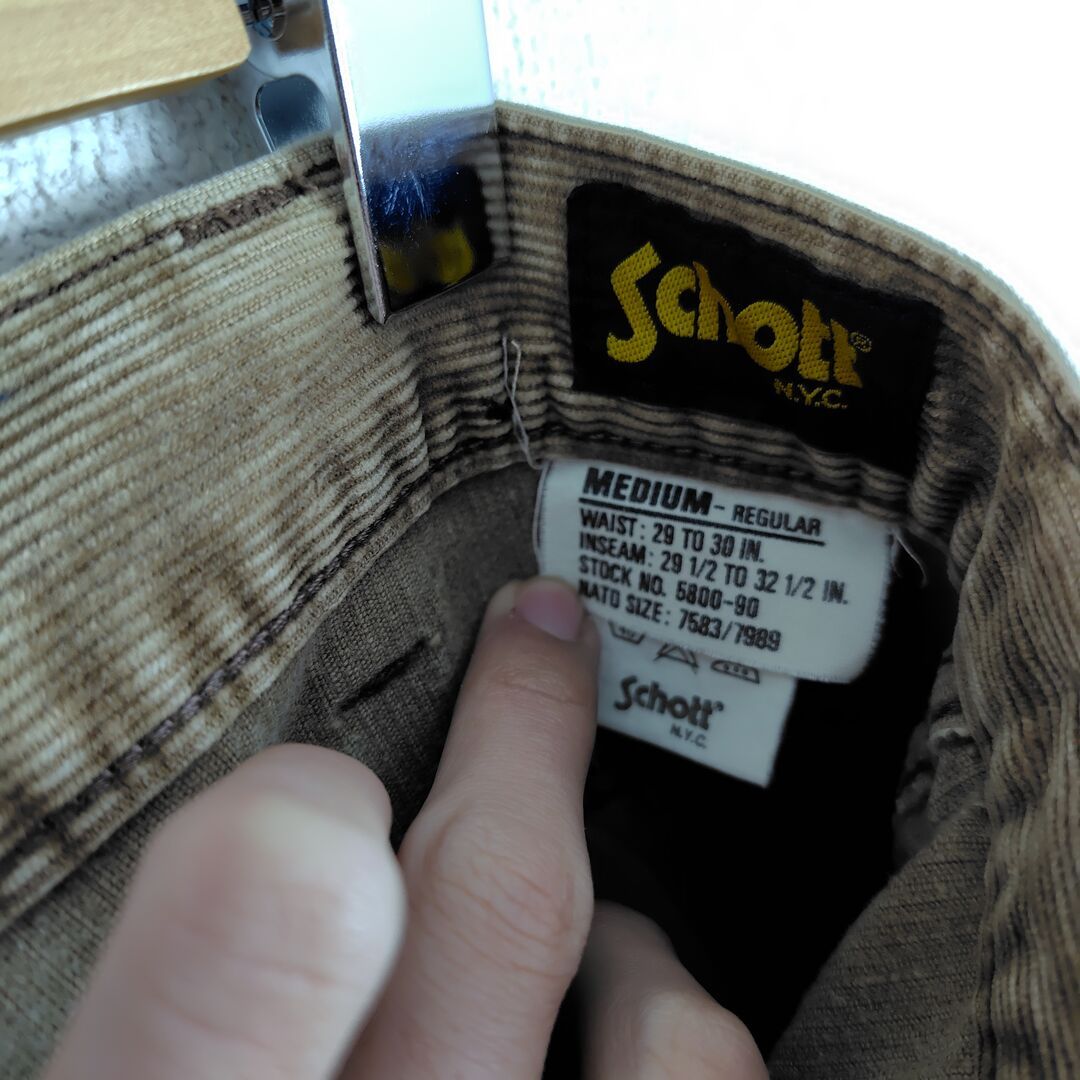 Schott®
N.Y.C.
MEDIUM - REGULAR
WAIST: 29 TO 30 IN.
INSEAM: 29 1/2 TO 32 1/2 IN.
STOCK NO. 5800-90
NATO SIZE: 7583/7989
Schott®
N.Y.C.